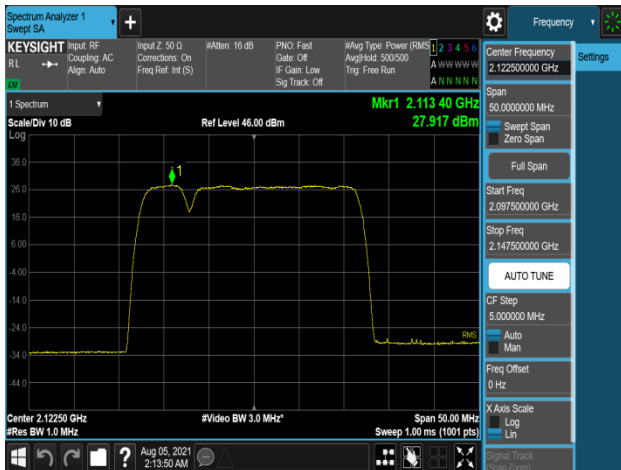 Spectrum Analyzer 1
Swept SA
+
Frequency
KEYSIGHT
RL
Input: RF
Coupling: AC
Align: Auto
Input Z: 50 Ω
Corrections: On
Freq Ref: Int (S)
#Atten: 16 dB
PNO: Fast
Gate: Off
IF Gain: Low
Sig Track: Off
#Avg Type: Power (RMS
Avg|Hold: 500/500
Trig: Free Run
1 2 3 4 5 6
A W W W W W
A N N N N N
Center Frequency
2.122500000 GHz
Settings
Span
50.0000000 MHz
Swept Span
Zero Span
Full Span
Start Freq
2.097500000 GHz
Stop Freq
2.147500000 GHz
AUTO TUNE
CF Step
5.000000 MHz
Auto
Man
Freq Offset
0 Hz
X Axis Scale
Log
Lin
Signal Track
(Span Zoom)
1 Spectrum
Scale/Div 10 dB
Log
Ref Level 46.00 dBm
Mkr1 2.113 40 GHz
27.917 dBm
1
36.0
26.0
16.0
6.00
-4.00
-14.0
-24.0
-34.0
-44.0
RMS
Center 2.12250 GHz
#Res BW 1.0 MHz
#Video BW 3.0 MHz*
Span 50.00 MHz
Sweep 1.00 ms (1001 pts)
?
Aug 05, 2021
2:13:50 AM